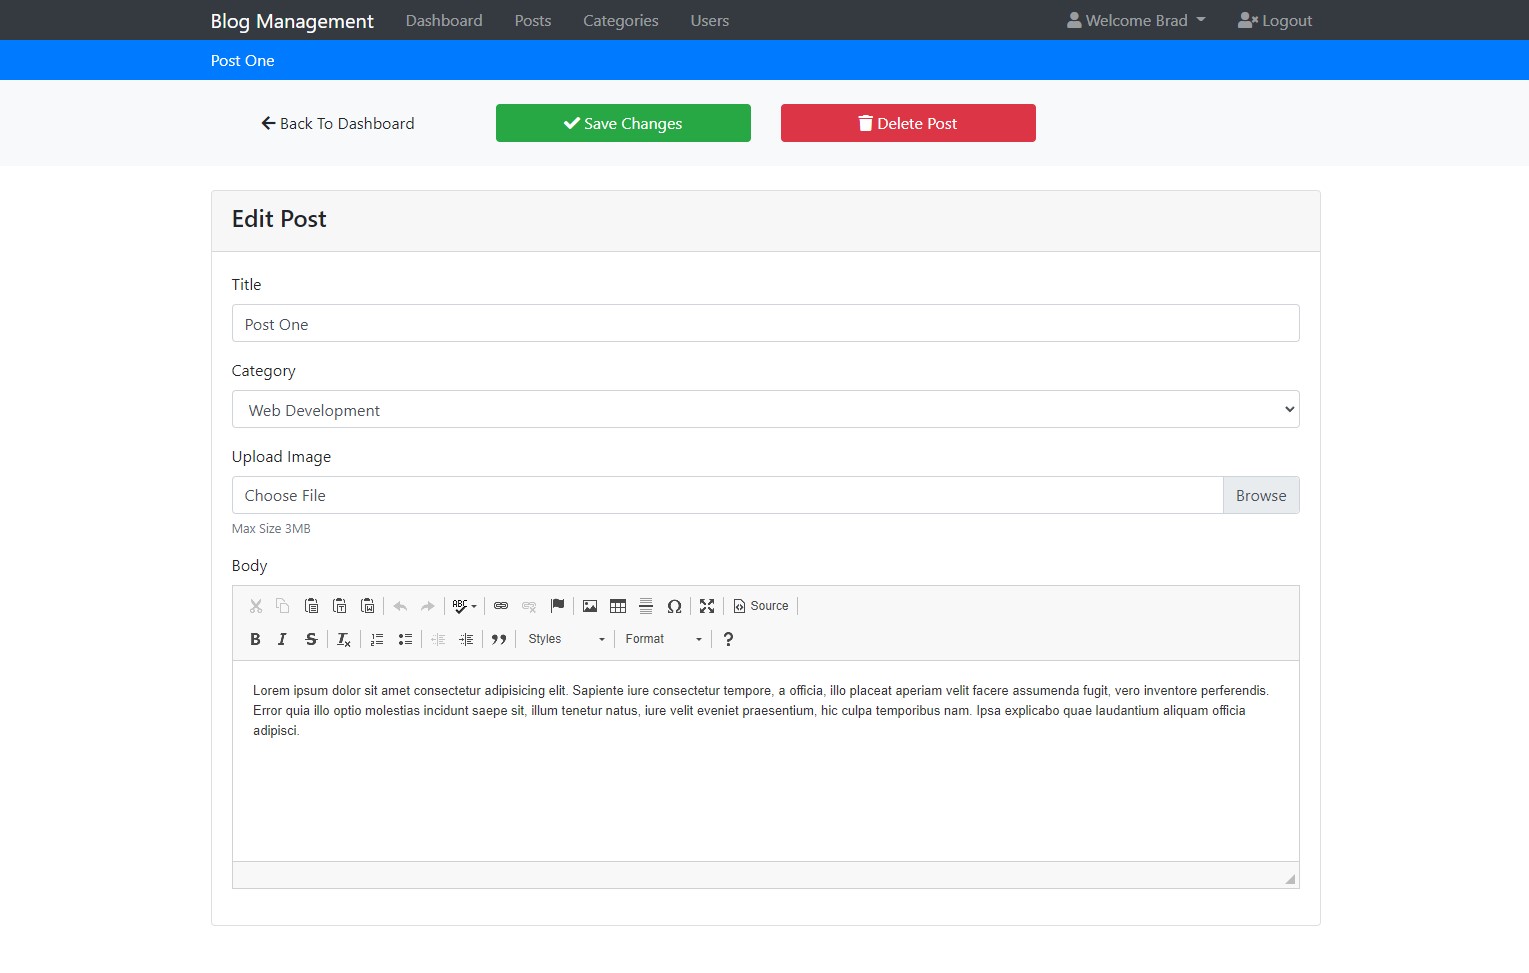 Blog Management Dashboard Posts Categories Users Welcome Brad Logout
Post One
Back To Dashboard Save Changes Delete Post
Edit Post
Title
Post One
Category
Web Development
Upload Image
Choose File Browse
Max Size 3MB
Body
ABC Ω Source
B I S Ix Styles Format ?
Lorem ipsum dolor sit amet consectetur adipisicing elit. Sapiente iure consectetur tempore, a officia, illo placeat aperiam velit facere assumenda fugit, vero inventore perferendis.
Error quia illo optio molestias incidunt saepe sit, illum tenetur natus, iure velit eveniet praesentium, hic culpa temporibus nam. Ipsa explicabo quae laudantium aliquam officia
adipisci.